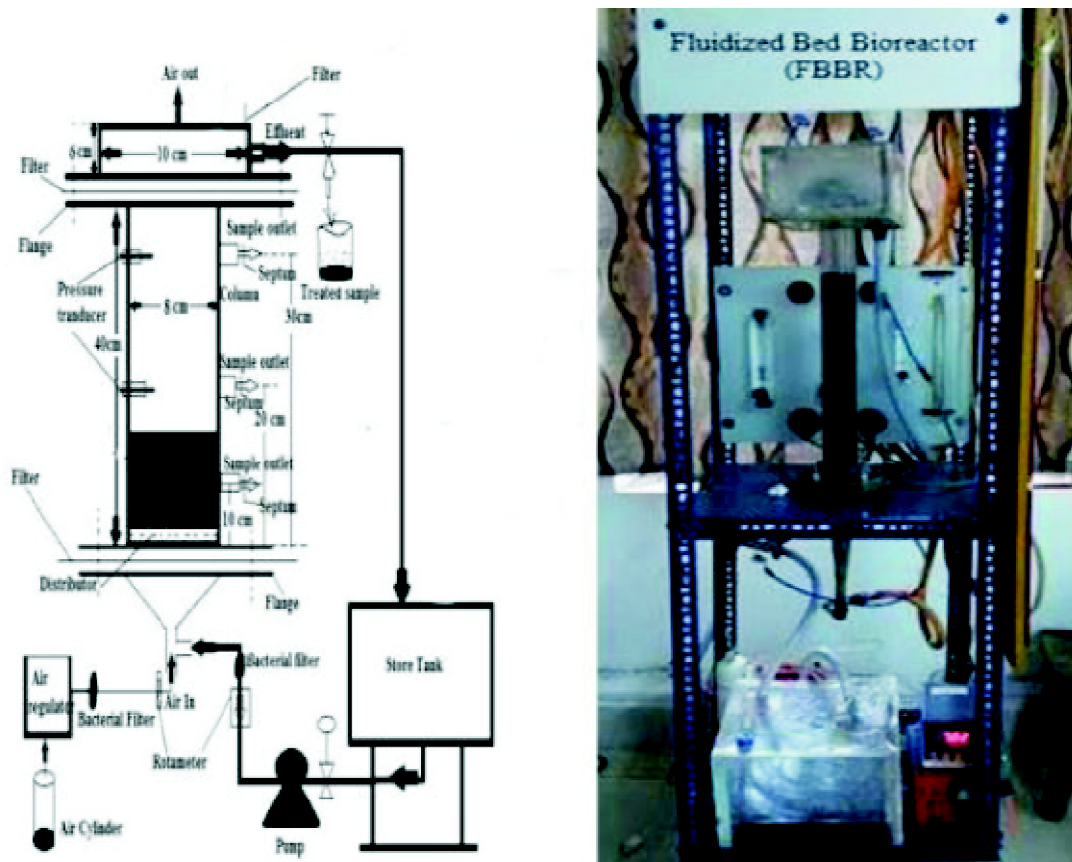 Air out
Filter
Effluent
6 cm
10 cm
Filter
Flange
Sample outlet
Septum
Column
Treated sample
Pressure
tranducer
8 cm
30cm
40cm
Sample outlet
Septum
20 cm
Sample outlet
Septum
10 cm
Filter
Distributor
Flange
Bacterial filter
Store Tank
Air
regulator
Air In
Bacterial Filter
Rotameter
Air Cylinder
Pump
Fluidized Bed Bioreactor
(FBBR)